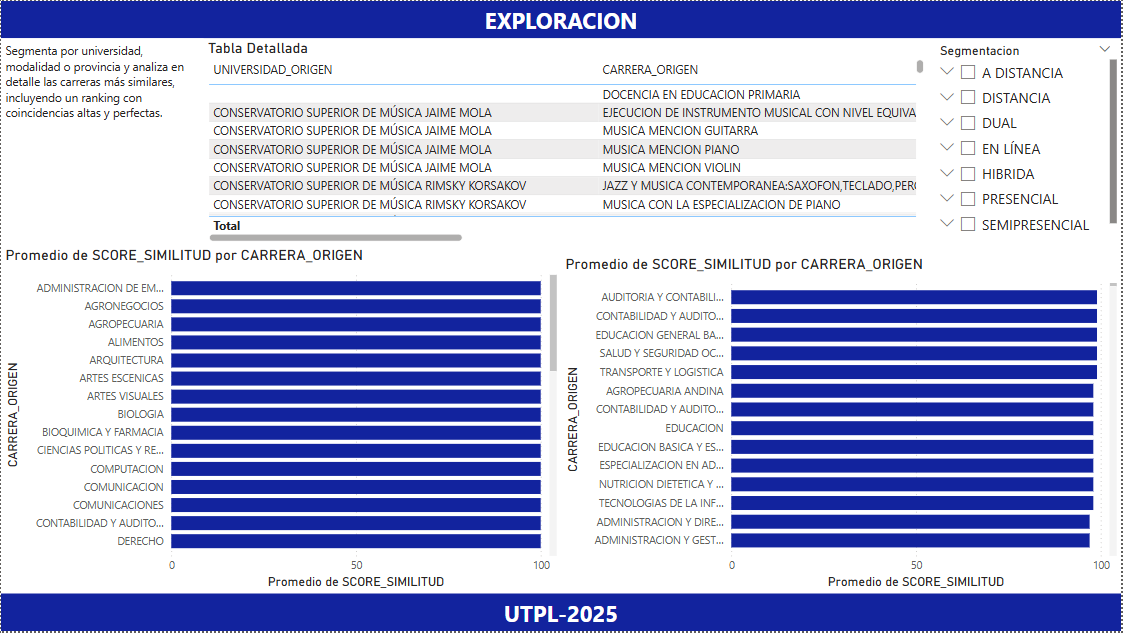 EXPLORACION
Segmenta por universidad,
modalidad o provincia y analiza en
detalle las carreras más similares,
incluyendo un ranking con
coincidencias altas y perfectas.
Tabla Detallada
UNIVERSIDAD_ORIGEN CARRERA_ORIGEN
DOCENCIA EN EDUCACION PRIMARIA
CONSERVATORIO SUPERIOR DE MÚSICA JAIME MOLA EJECUCION DE INSTRUMENTO MUSICAL CON NIVEL EQUIVA
CONSERVATORIO SUPERIOR DE MÚSICA JAIME MOLA MUSICA MENCION GUITARRA
CONSERVATORIO SUPERIOR DE MÚSICA JAIME MOLA MUSICA MENCION PIANO
CONSERVATORIO SUPERIOR DE MÚSICA JAIME MOLA MUSICA MENCION VIOLIN
CONSERVATORIO SUPERIOR DE MÚSICA RIMSKY KORSAKOV JAZZ Y MUSICA CONTEMPORANEA:SAXOFON,TECLADO,PERC
CONSERVATORIO SUPERIOR DE MÚSICA RIMSKY KORSAKOV MUSICA CON LA ESPECIALIZACION DE PIANO
Total
Segmentacion
A DISTANCIA
DISTANCIA
DUAL
EN LÍNEA
HIBRIDA
PRESENCIAL
SEMIPRESENCIAL
Promedio de SCORE_SIMILITUD por CARRERA_ORIGEN
CARRERA_ORIGEN
ADMINISTRACION DE EM...
AGRONEGOCIOS
AGROPECUARIA
ALIMENTOS
ARQUITECTURA
ARTES ESCENICAS
ARTES VISUALES
BIOLOGIA
BIOQUIMICA Y FARMACIA
CIENCIAS POLITICAS Y RE...
COMPUTACION
COMUNICACION
COMUNICACIONES
CONTABILIDAD Y AUDITO...
DERECHO
0 50 100
Promedio de SCORE_SIMILITUD
Promedio de SCORE_SIMILITUD por CARRERA_ORIGEN
CARRERA_ORIGEN
AUDITORIA Y CONTABILI...
CONTABILIDAD Y AUDITO...
EDUCACION GENERAL BA...
SALUD Y SEGURIDAD OC...
TRANSPORTE Y LOGISTICA
AGROPECUARIA ANDINA
CONTABILIDAD Y AUDITO...
EDUCACION
EDUCACION BASICA Y ES...
ESPECIALIZACION EN AD...
NUTRICION DIETETICA Y ...
TECNOLOGIAS DE LA INF...
ADMINISTRACION Y DIRE...
ADMINISTRACION Y GEST...
0 50 100
Promedio de SCORE_SIMILITUD
UTPL-2025